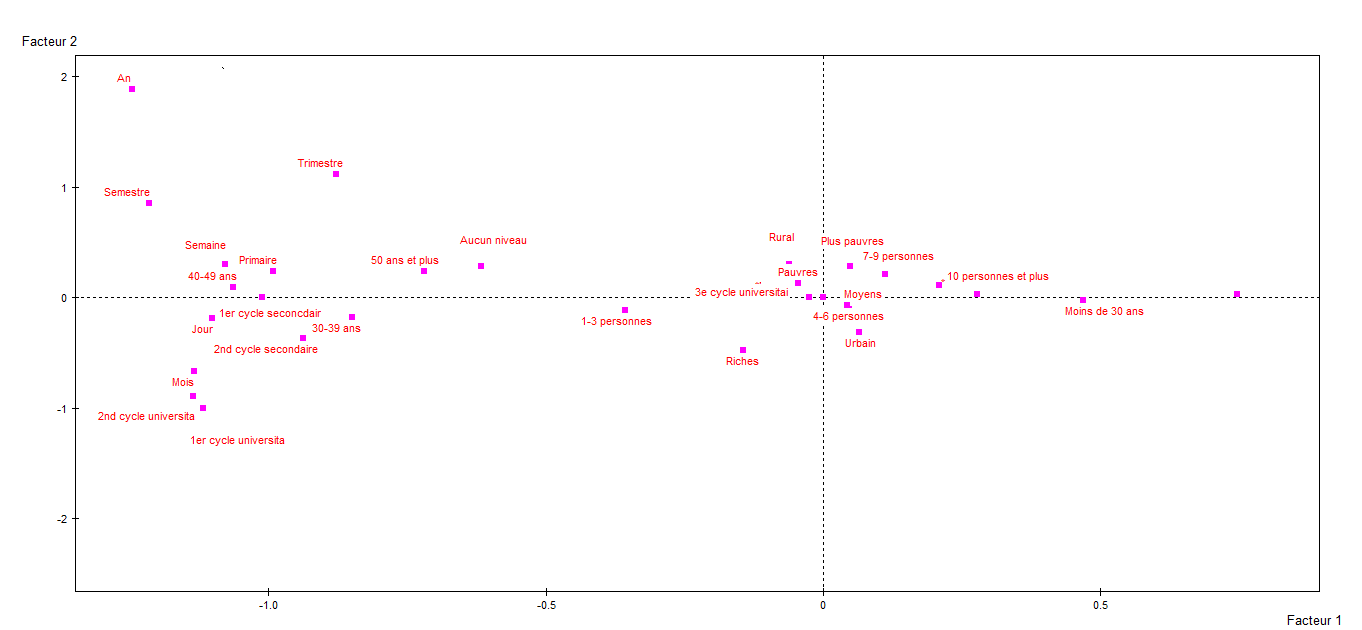 Facteur 2
2
An
Trimestre
1
Semestre
Semaine
Aucun niveau
Rural
Plus pauvres
Primaire
50 ans et plus
7-9 personnes
40-49 ans
Pauvres
10 personnes et plus
0
3e cycle universitai
Moyens
1er cycle seconcdair
Moins de 30 ans
Jour
30-39 ans
1-3 personnes
4-6 personnes
2nd cycle secondaire
Urbain
Riches
Mois
-1
2nd cycle universita
1er cycle universita
-2
-1.0
-0.5
0
0.5
Facteur 1